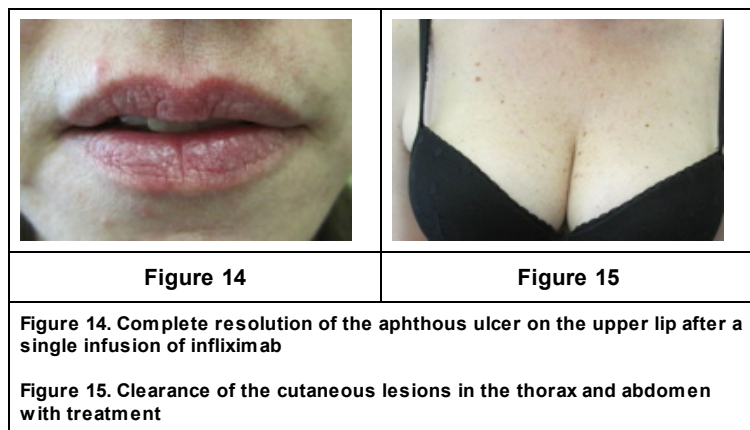 Figure 14
Figure 15
Figure 14. Complete resolution of the aphthous ulcer on the upper lip after a
single infusion of infliximab
Figure 15. Clearance of the cutaneous lesions in the thorax and abdomen
with treatment